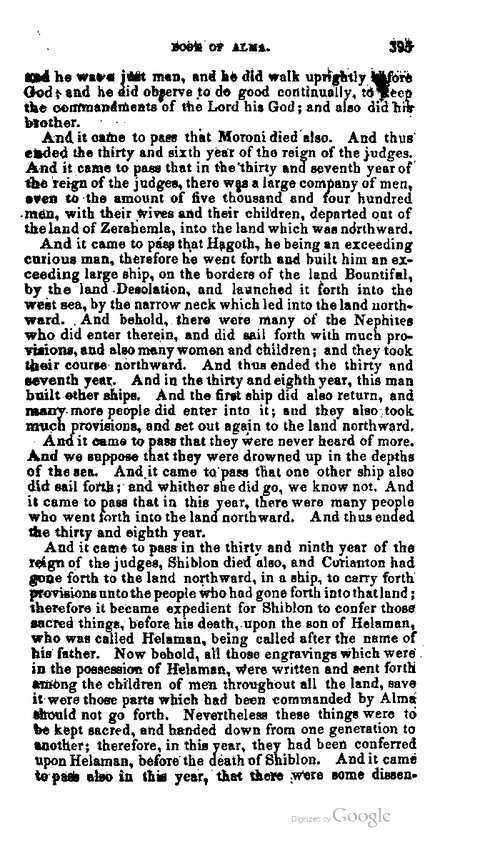 BOOK OF ALMA. 395
and he was a just man, and he did walk uprightly before
God; and he did observe to do good continually, to keep
the commandments of the Lord his God; and also did his
brother.
And it came to pass that Moroni died also. And thus
ended the thirty and sixth year of the reign of the judges.
And it came to pass that in the thirty and seventh year of
the reign of the judges, there was a large company of men,
even to the amount of five thousand and four hundred
men, with their wives and their children, departed out of
the land of Zerahemla, into the land which was northward.
And it came to pass that Hagoth, he being an exceeding
curious man, therefore he went forth and built him an ex-
ceeding large ship, on the borders of the land Bountiful,
by the land Desolation, and launched it forth into the
west sea, by the narrow neck which led into the land north-
ward. And behold, there were many of the Nephites
who did enter therein, and did sail forth with much pro-
visions, and also many women and children; and they took
their course northward. And thus ended the thirty and
seventh year. And in the thirty and eighth year, this man
built other ships. And the first ship did also return, and
many more people did enter into it; and they also took
much provisions, and set out again to the land northward.
And it came to pass that they were never heard of more.
And we suppose that they were drowned up in the depths
of the sea. And it came to pass that one other ship also
did sail forth; and whither she did go, we know not. And
it came to pass that in this year, there were many people
who went forth into the land northward. And thus ended
the thirty and eighth year.
And it came to pass in the thirty and ninth year of the
reign of the judges, Shiblon died also, and Corianton had
gone forth to the land northward, in a ship, to carry forth
provisions unto the people who had gone forth into that land;
therefore it became expedient for Shiblon to confer those
sacred things, before his death, upon the son of Helaman,
who was called Helaman, being called after the name of
his father. Now behold, all those engravings which were
in the possession of Helaman, were written and sent forth
among the children of men throughout all the land, save
it were those parts which had been commanded by Alma
should not go forth. Nevertheless these things were to
be kept sacred, and handed down from one generation to
another; therefore, in this year, they had been conferred
upon Helaman, before the death of Shiblon. And it came
to pass also in this year, that there were some dissen-
Digitized by Google